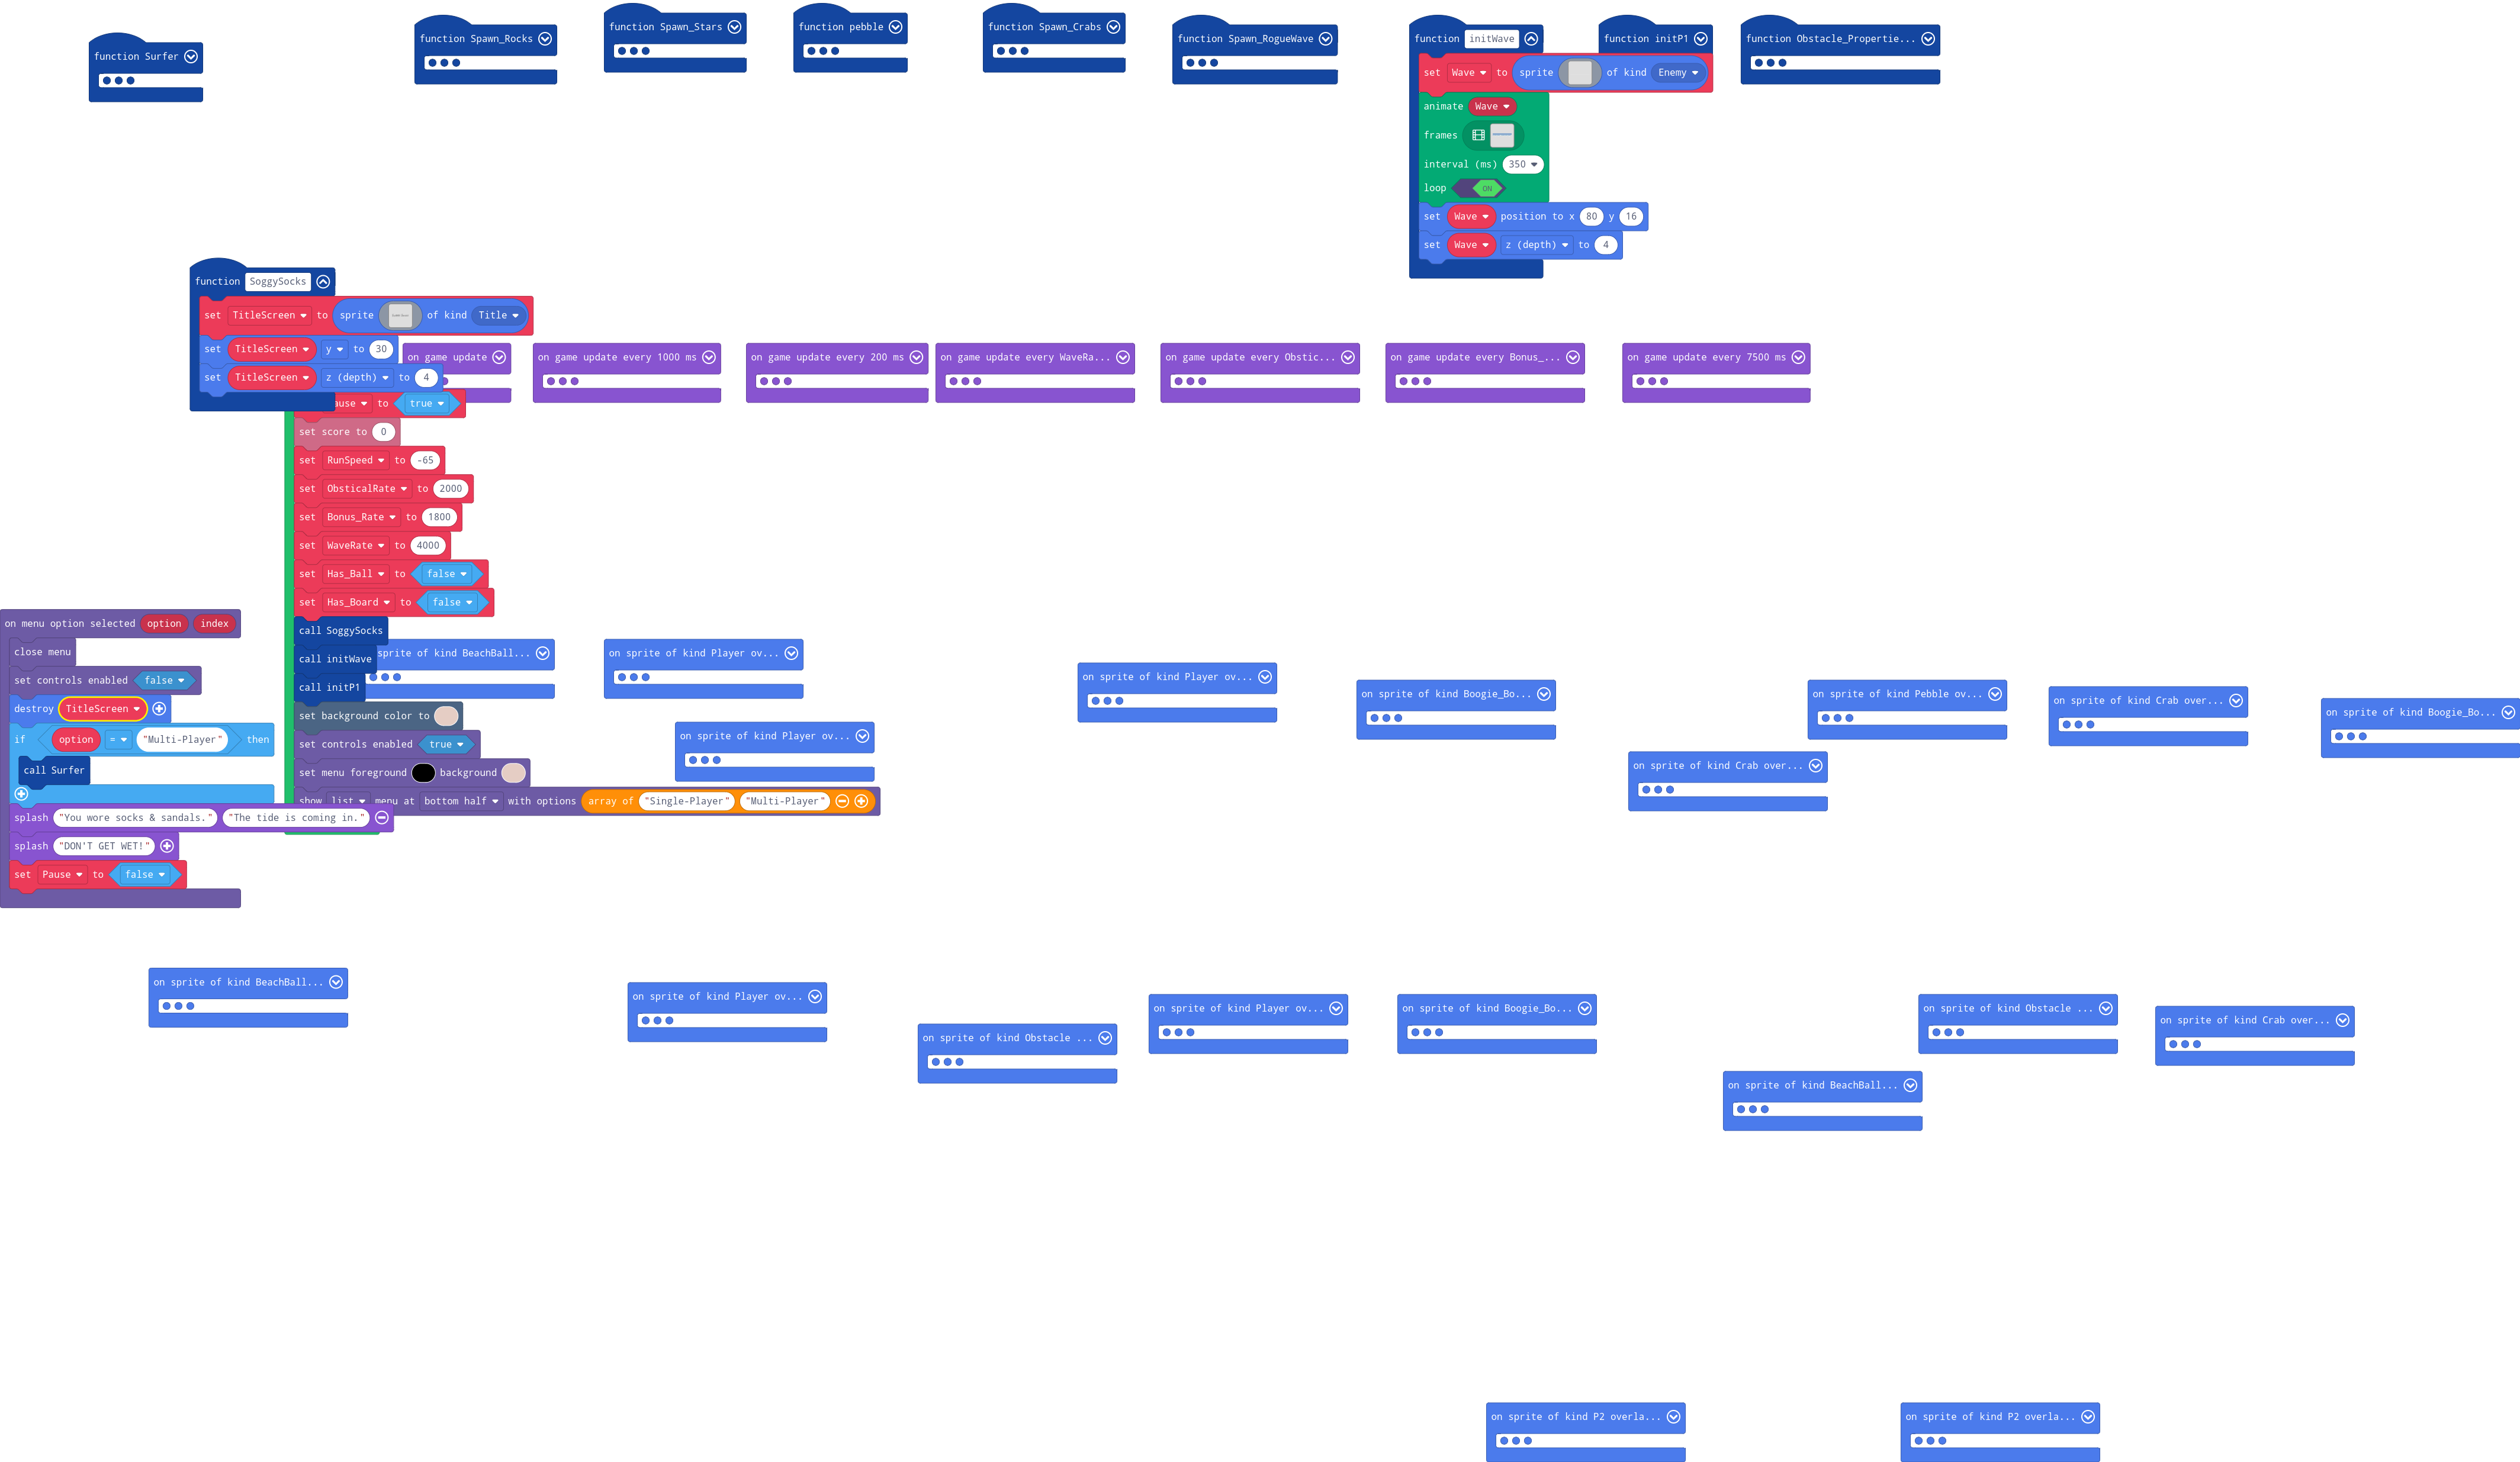 function Surfer
function Spawn_Rocks
function Spawn_Stars
function pebble
function Spawn_Crabs
function Spawn_RogueWave
function initWave
set Wave to sprite of kind Enemy
animate Wave
frames
interval (ms) 350
loop ON
set Wave position to x 80 y 16
set Wave z (depth) to 4
function initP1
function Obstacle_Propertie...
function SoggySocks
set TitleScreen to sprite of kind Title
set TitleScreen y to 30
set TitleScreen z (depth) to 4
on game update
on game update every 1000 ms
on game update every 200 ms
on game update every WaveRa...
on game update every Obstic...
on game update every Bonus_...
on game update every 7500 ms
ause to true
set score to 0
set RunSpeed to -65
set ObsticalRate to 2000
set Bonus_Rate to 1800
set WaveRate to 4000
set Has_Ball to false
set Has_Board to false
call SoggySocks
call initWave
call initP1
set background color to
set controls enabled true
set menu foreground background
show list menu at bottom half with options array of "Single-Player" "Multi-Player"
on menu option selected option index
close menu
set controls enabled false
destroy TitleScreen
if option = "Multi-Player" then
call Surfer
splash "You wore socks & sandals." "The tide is coming in."
splash "DON'T GET WET!"
set Pause to false
sprite of kind BeachBall...
on sprite of kind Player ov...
on sprite of kind Player ov...
on sprite of kind Player ov...
on sprite of kind Boogie_Bo...
on sprite of kind Crab over...
on sprite of kind Pebble ov...
on sprite of kind Crab over...
on sprite of kind Boogie_Bo...
on sprite of kind BeachBall...
on sprite of kind Player ov...
on sprite of kind Obstacle ...
on sprite of kind Player ov...
on sprite of kind Boogie_Bo...
on sprite of kind BeachBall...
on sprite of kind Obstacle ...
on sprite of kind Crab over...
on sprite of kind P2 overla...
on sprite of kind P2 overla...